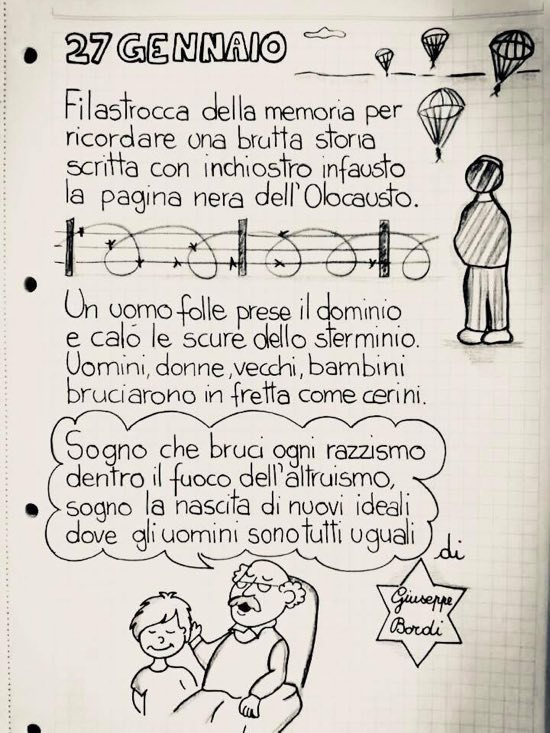 27 GENNAIO
Filastrocca della memoria per
ricordare una brutta storia
scritta con inchiostro infausto
la pagina nera dell'Olocausto.
Un uomo folle prese il dominio
e calò le scure dello sterminio.
Uomini, donne, vecchi, bambini
bruciarono in fretta come cerini.
Sogno che bruci ogni razzismo
dentro il fuoco dell'altruismo,
sogno la nascita di nuovi ideali
dove gli uomini sono tutti uguali
di
Giuseppe
Bordi